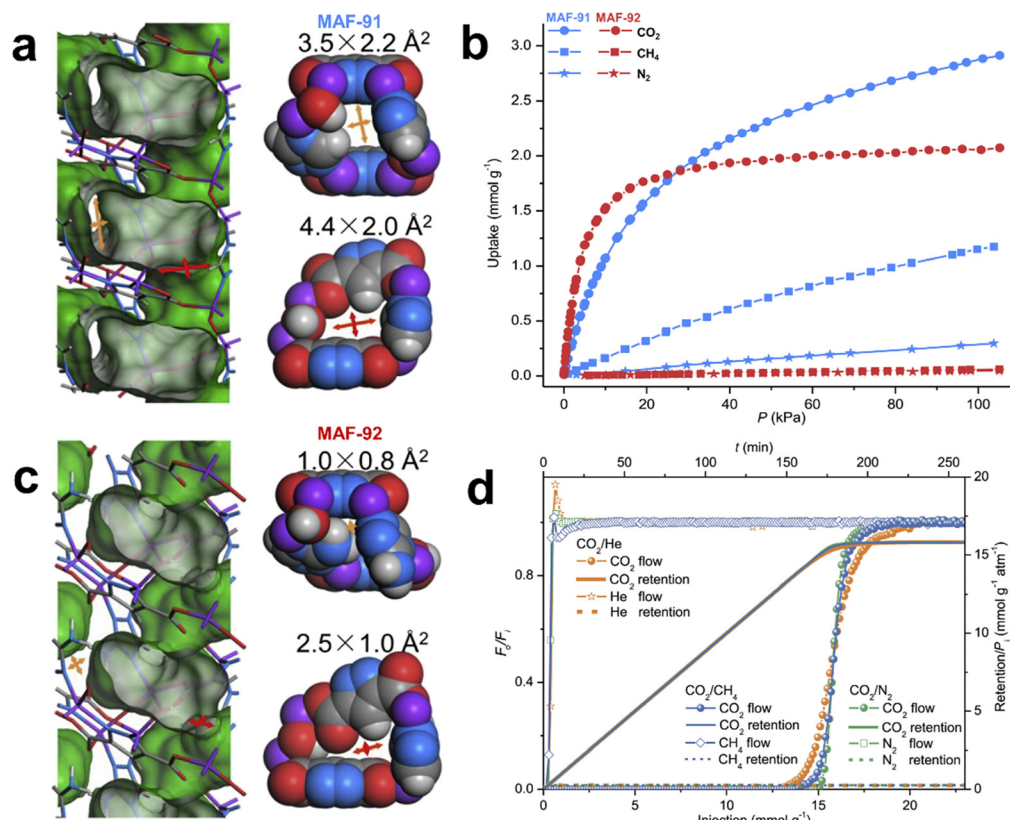 a
MAF-91
3.5×2.2 Å²
4.4×2.0 Å²
b
MAF-91 MAF-92
CO₂
CH₄
N₂
Uptake (mmol g⁻¹)
3.0
2.5
2.0
1.5
1.0
0.5
0.0
0 20 40 60 80 100
P (kPa)
c
MAF-92
1.0×0.8 Å²
2.5×1.0 Å²
d
t (min)
0 50 100 150 200 250
Fₒ/Fᵢ
0.8
0.4
0.0
CO₂/He
CO₂ flow
CO₂ retention
He flow
He retention
CO₂/CH₄
CO₂ flow
CO₂ retention
CH₄ flow
CH₄ retention
CO₂/N₂
CO₂ flow
CO₂ retention
N₂ flow
N₂ retention
20
15
10
5
0
Retention/Pᵢ (mmol g⁻¹ atm⁻¹)
0 5 10 15 20
Injection (mmol g⁻¹)